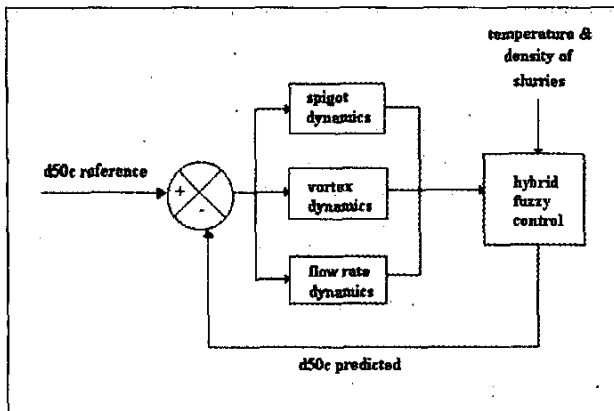 temperature &
density of
slurries
spigot
dynamics
d50c reference
+
-
vortex
dynamics
hybrid
fuzzy
control
flow rate
dynamics
d50c predicted